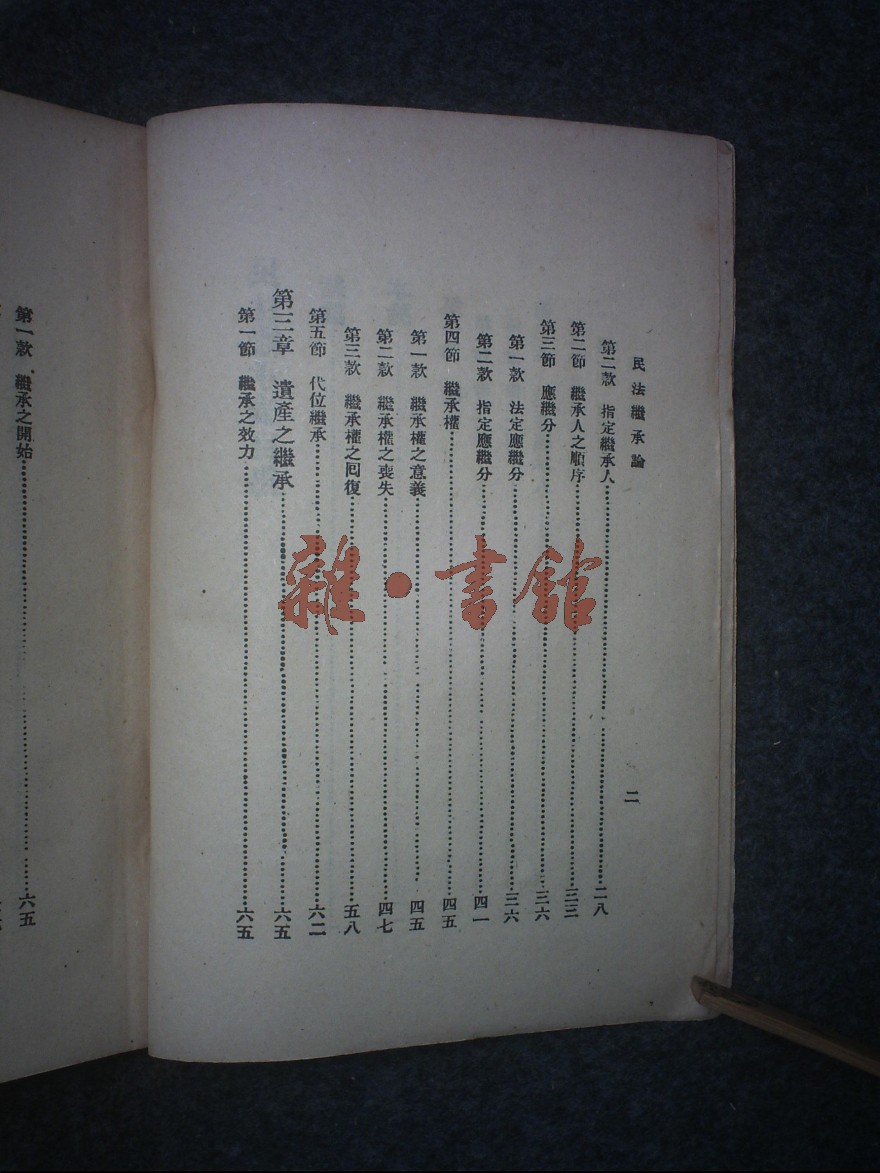 民法繼承論
二
第二款　指定繼承人……二八
第二節　繼承人之順序……三三
第三節　應繼分……三六
第一款　法定應繼分……三六
第二款　指定應繼分……四一
第四節　繼承權……四五
第一款　繼承權之意義……四五
第二款　繼承權之喪失……四七
第三款　繼承權之囘復……五八
第五節　代位繼承……六二
第三章　遺產之繼承……六五
第一節　繼承之效力……六五
第一款　繼承之開始……六五
雜·書館